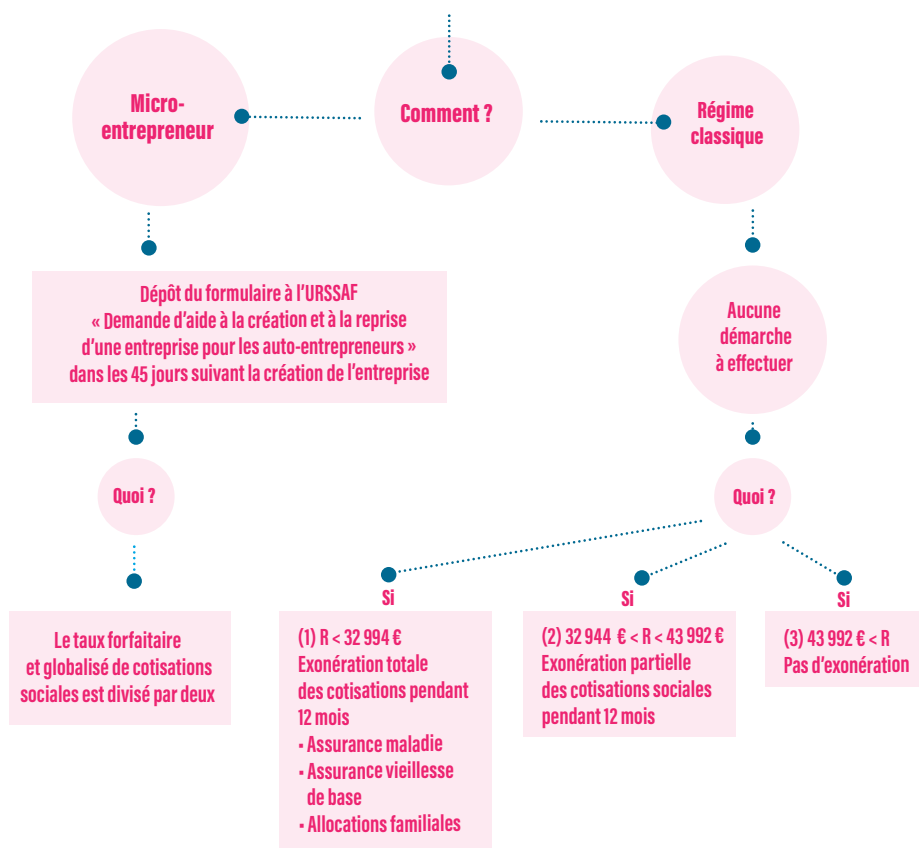 Micro-
entrepreneur
Comment ?
Régime
classique
Dépôt du formulaire à l'URSSAF
« Demande d'aide à la création et à la reprise
d'une entreprise pour les auto-entrepreneurs »
dans les 45 jours suivant la création de l'entreprise
Aucune
démarche
à effectuer
Quoi ?
Quoi ?
Le taux forfaitaire
et globalisé de cotisations
sociales est divisé par deux
Si
(1) R < 32 994 €
Exonération totale
des cotisations pendant
12 mois
• Assurance maladie
• Assurance vieillesse
de base
• Allocations familiales
Si
(2) 32 944 € < R < 43 992 €
Exonération partielle
des cotisations sociales
pendant 12 mois
Si
(3) 43 992 € < R
Pas d'exonération